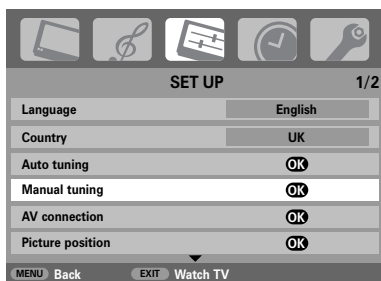 SET UP 1/2
Language English
Country UK
Auto tuning OK
Manual tuning OK
AV connection OK
Picture position OK
MENU Back EXIT Watch TV